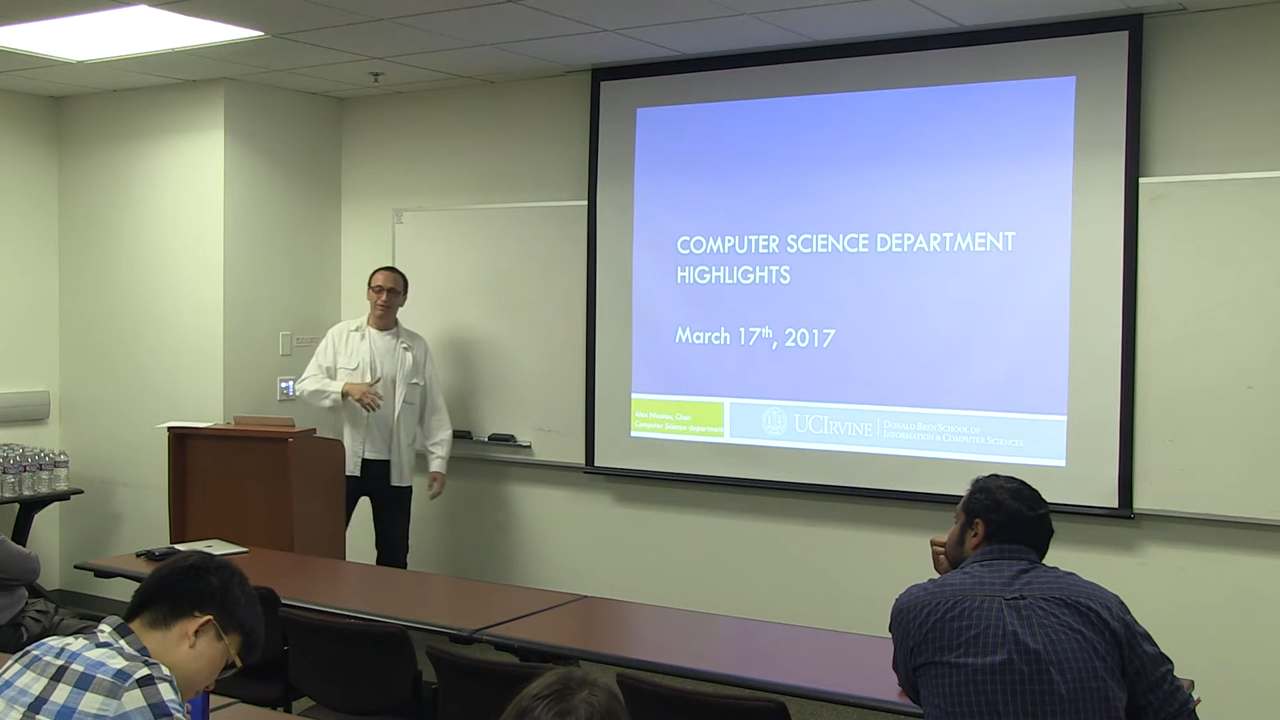 COMPUTER SCIENCE DEPARTMENT
HIGHLIGHTS
March 17th, 2017
Alex Nicolau, Chair
Computer Science department
UCIRVINE
DONALD BREN SCHOOL OF
INFORMATION & COMPUTER SCIENCES